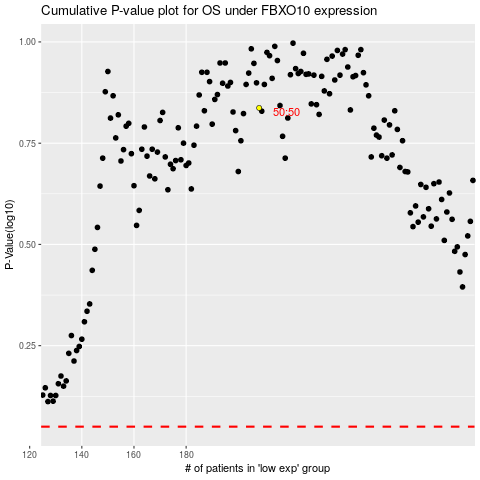 Cumulative P-value plot for OS under FBXO10 expression
1.00
0.75
0.50
0.25
P-Value(log10)
50:50
120 140 160 180
# of patients in 'low exp' group